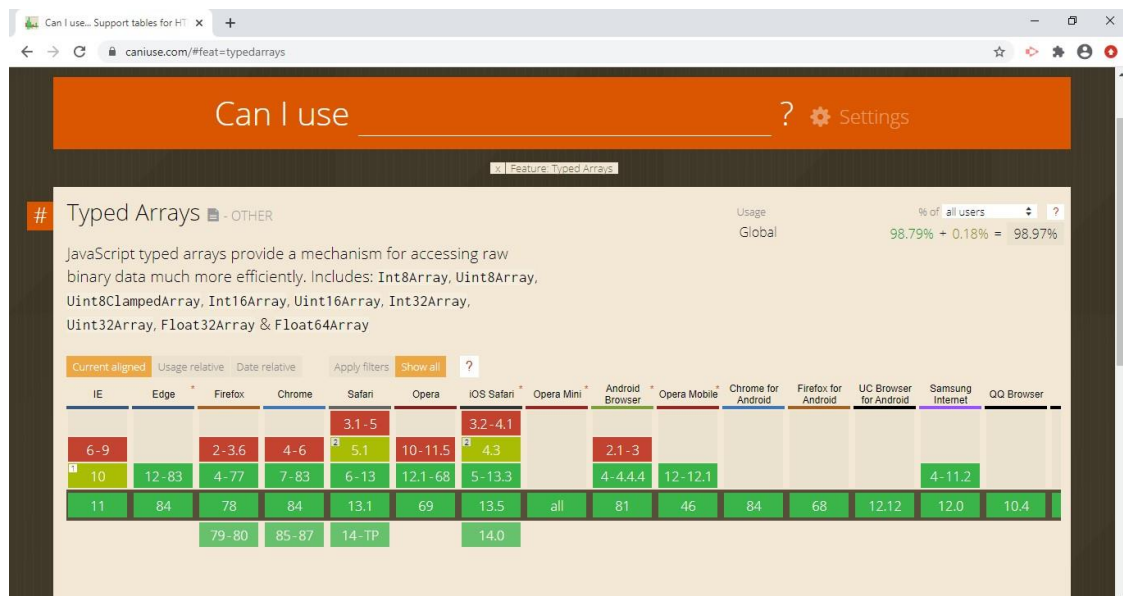 Can I use... Support tables for HT
caniuse.com/#feat=typedarrays
Can I use ? Settings
x | Feature: Typed Arrays
# Typed Arrays - OTHER
Usage % of all users ?
Global 98.79% + 0.18% = 98.97%
JavaScript typed arrays provide a mechanism for accessing raw
binary data much more efficiently. Includes: Int8Array, Uint8Array,
Uint8ClampedArray, Int16Array, Uint16Array, Int32Array,
Uint32Array, Float32Array & Float64Array
Current aligned Usage relative Date relative Apply filters Show all ?
IE Edge * Firefox Chrome Safari Opera iOS Safari * Opera Mini * Android Browser * Opera Mobile * Chrome for Android Firefox for Android UC Browser for Android Samsung Internet QQ Browser
3.1-5 3.2-4.1
6-9 2-3.6 4-6 2 5.1 10-11.5 2 4.3 2.1-3
1 10 12-83 4-77 7-83 6-13 12.1-68 5-13.3 4-4.4.4 12-12.1 4-11.2
11 84 78 84 13.1 69 13.5 all 81 46 84 68 12.12 12.0 10.4
79-80 85-87 14-TP 14.0